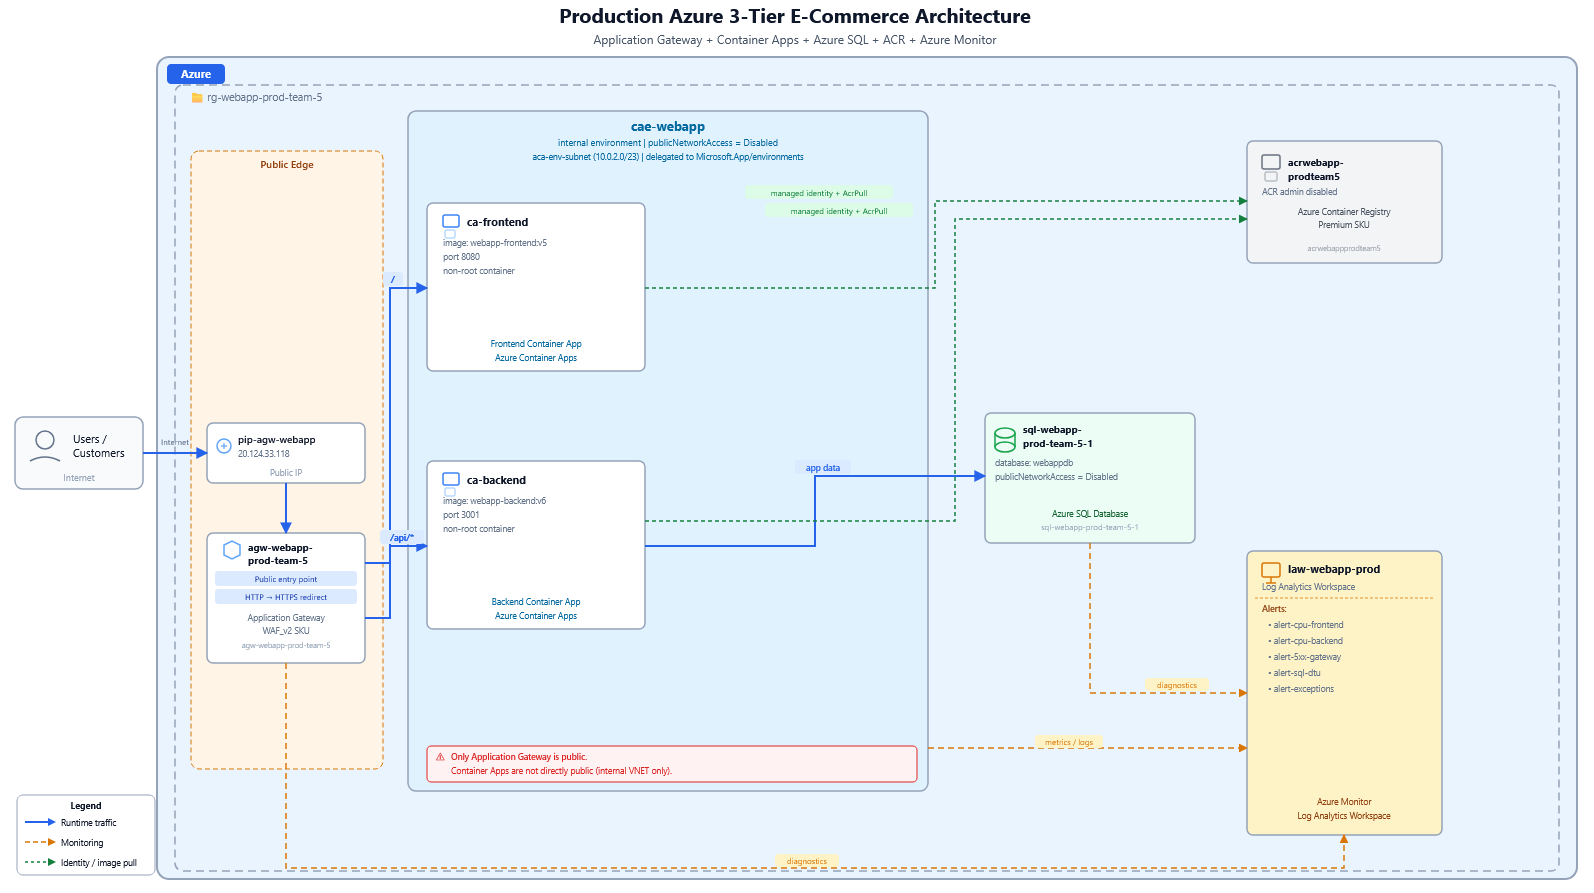 Production Azure 3-Tier E-Commerce Architecture
Application Gateway + Container Apps + Azure SQL + ACR + Azure Monitor
Azure
rg-webapp-prod-team-5
Public Edge
cae-webapp
internal environment | publicNetworkAccess = Disabled
aca-env-subnet (10.0.2.0/23) | delegated to Microsoft.App/environments
managed identity + AcrPull
managed identity + AcrPull
acrwebapp-
prodteam5
ACR admin disabled
Azure Container Registry
Premium SKU
acrwebappprodteam5
ca-frontend
image: webapp-frontend:v5
port 8080
non-root container
Frontend Container App
Azure Container Apps
/
Users /
Customers
Internet
Internet
pip-agw-webapp
20.124.33.118
Public IP
agw-webapp-
prod-team-5
Public entry point
HTTP → HTTPS redirect
Application Gateway
WAF_v2 SKU
agw-webapp-prod-team-5
/api/*
ca-backend
image: webapp-backend:v6
port 3001
non-root container
Backend Container App
Azure Container Apps
app data
sql-webapp-
prod-team-5-1
database: webappdb
publicNetworkAccess = Disabled
Azure SQL Database
sql-webapp-prod-team-5-1
law-webapp-prod
Log Analytics Workspace
Alerts:
• alert-cpu-frontend
• alert-cpu-backend
• alert-5xx-gateway
• alert-sql-dtu
• alert-exceptions
Azure Monitor
Log Analytics Workspace
diagnostics
metrics / logs
⚠ Only Application Gateway is public.
Container Apps are not directly public (internal VNET only).
Legend
Runtime traffic
Monitoring
Identity / image pull
diagnostics